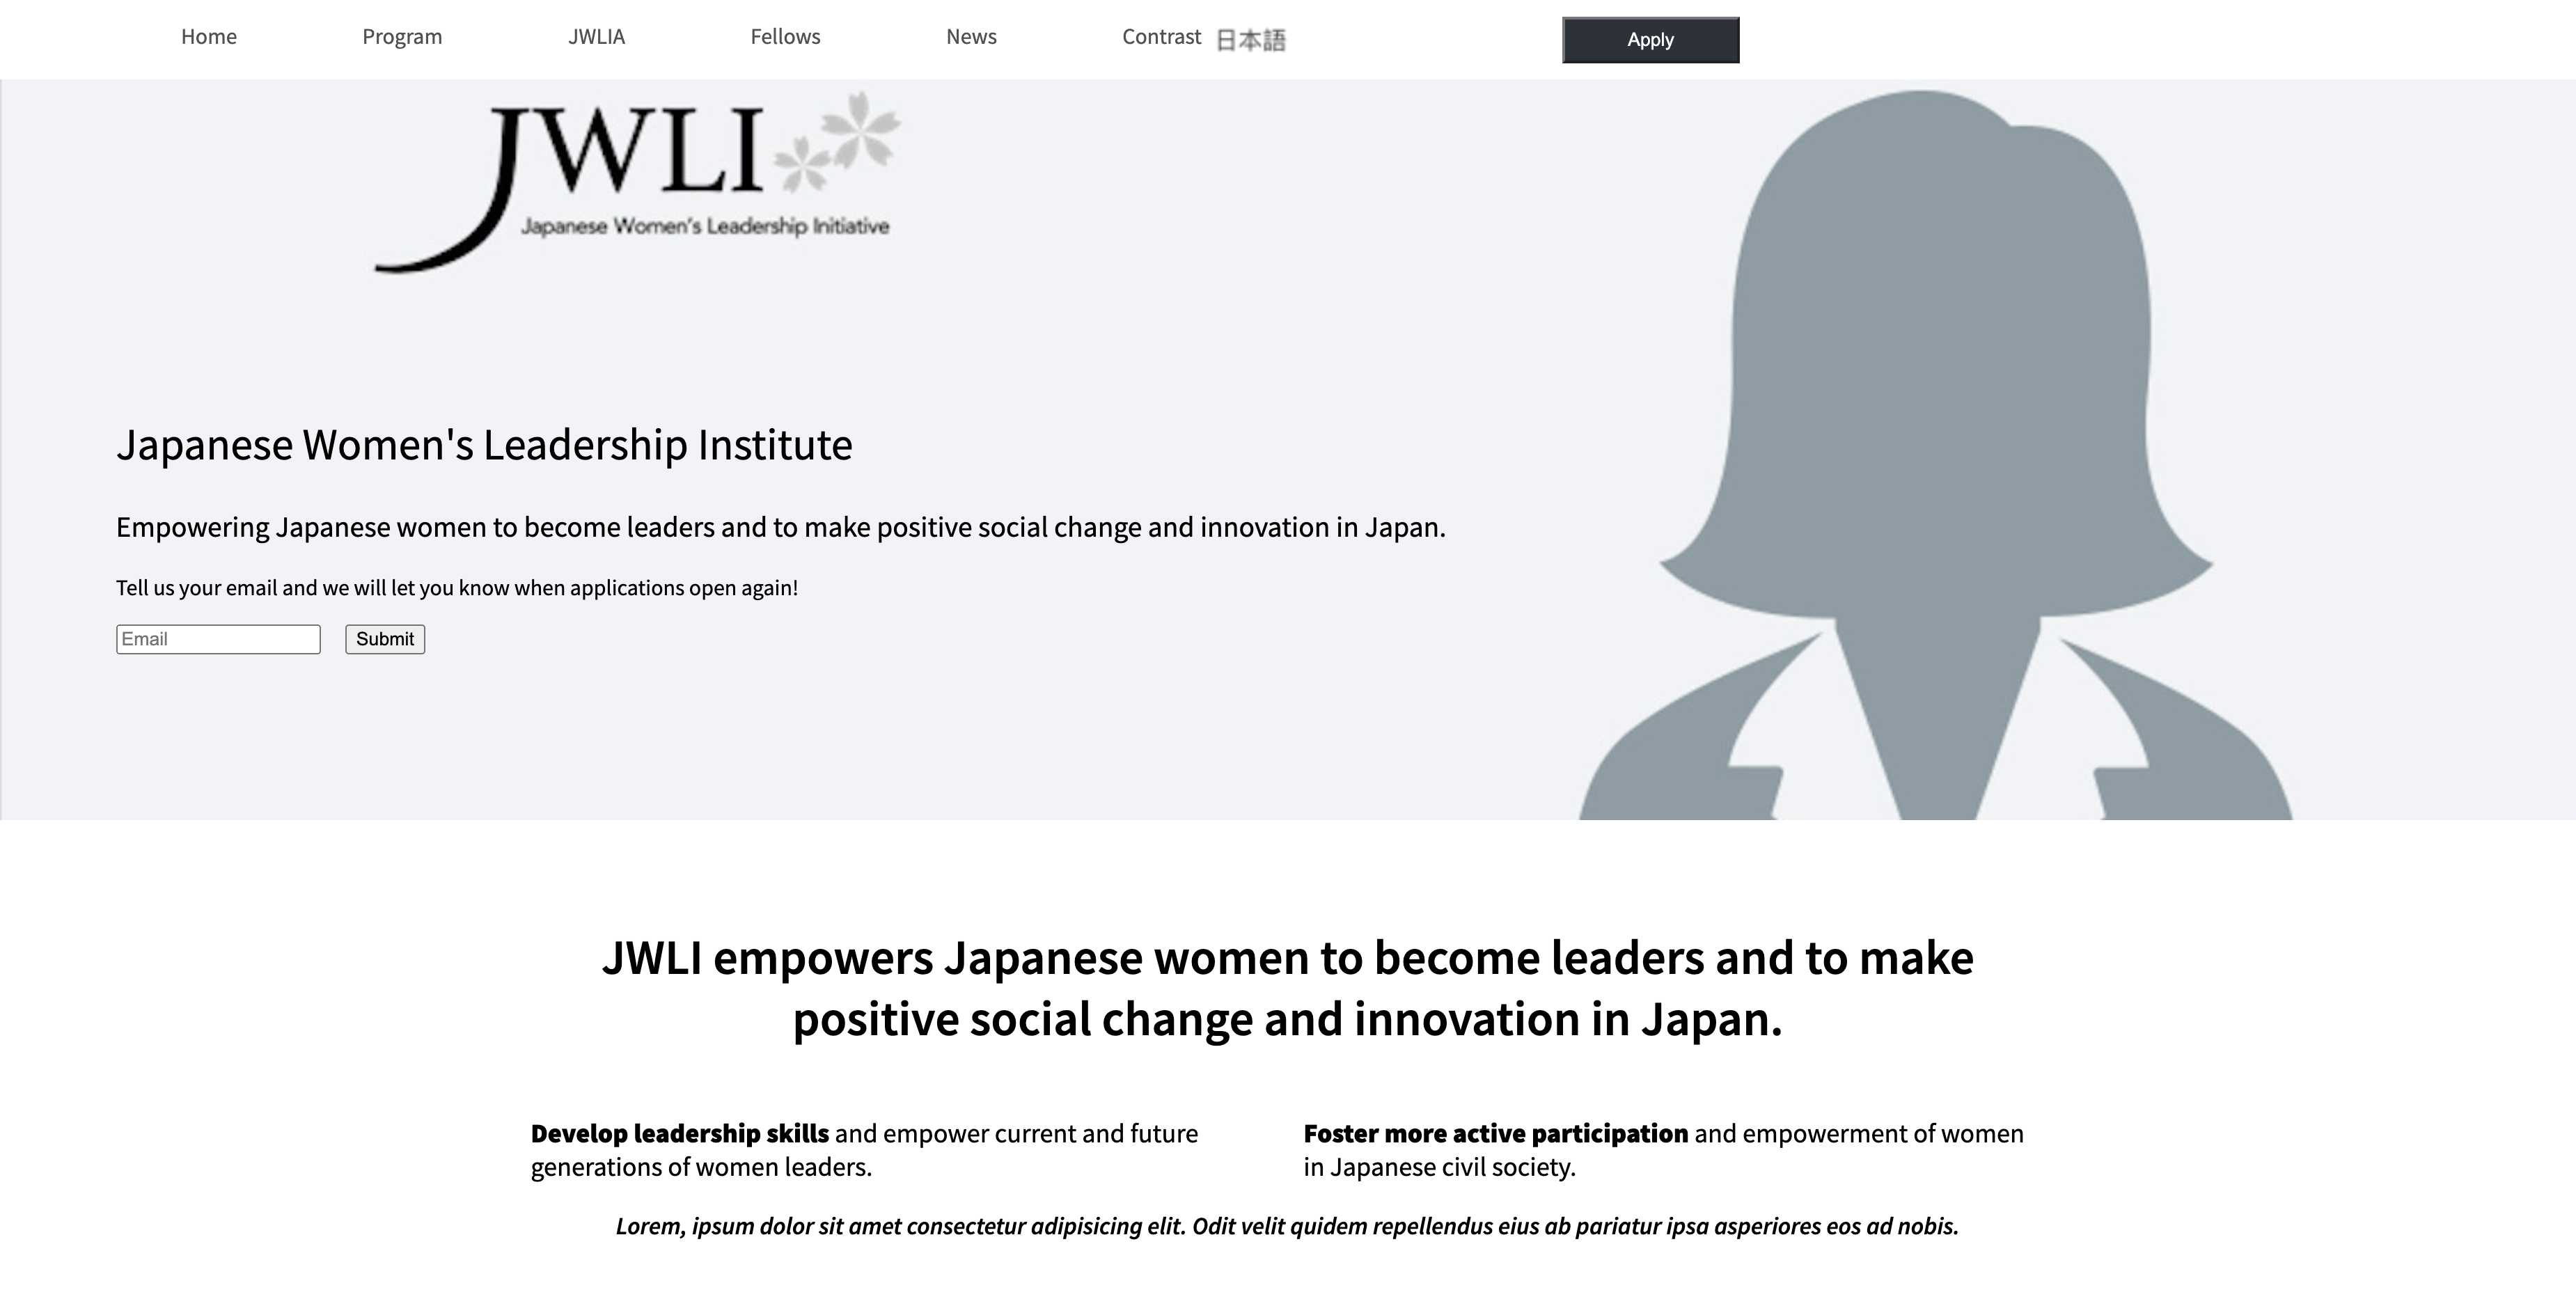 Home
Program
JWLIA
Fellows
News
Contrast
日本語
Apply
JWLI
Japanese Women's Leadership Initiative
Japanese Women's Leadership Institute
Empowering Japanese women to become leaders and to make positive social change and innovation in Japan.
Tell us your email and we will let you know when applications open again!
Email
Submit
JWLI empowers Japanese women to become leaders and to make
positive social change and innovation in Japan.
Develop leadership skills and empower current and future
generations of women leaders.
Foster more active participation and empowerment of women
in Japanese civil society.
Lorem, ipsum dolor sit amet consectetur adipisicing elit. Odit velit quidem repellendus eius ab pariatur ipsa asperiores eos ad nobis.